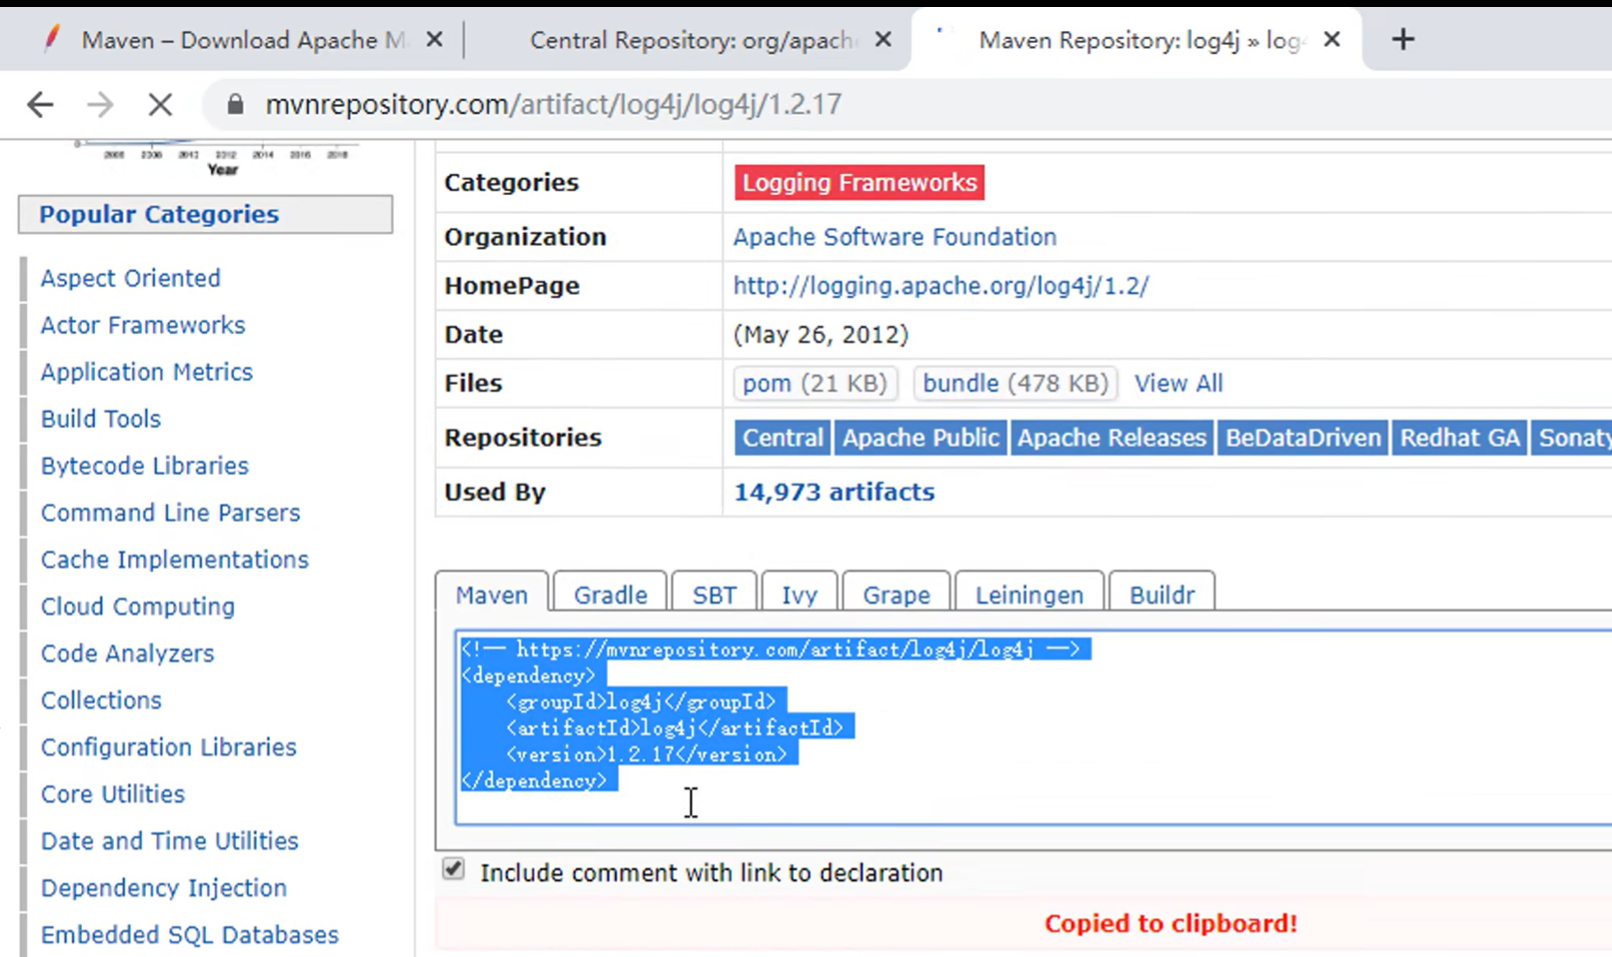 Maven – Download Apache M
Central Repository: org/apach
Maven Repository: log4j » log4
mvnrepository.com/artifact/log4j/log4j/1.2.17
0
2006 2008 2010 2012 2014 2016 2018
Year
Popular Categories
Aspect Oriented
Actor Frameworks
Application Metrics
Build Tools
Bytecode Libraries
Command Line Parsers
Cache Implementations
Cloud Computing
Code Analyzers
Collections
Configuration Libraries
Core Utilities
Date and Time Utilities
Dependency Injection
Embedded SQL Databases
Categories Logging Frameworks
Organization Apache Software Foundation
HomePage http://logging.apache.org/log4j/1.2/
Date (May 26, 2012)
Files pom (21 KB) bundle (478 KB) View All
Repositories Central Apache Public Apache Releases BeDataDriven Redhat GA Sonaty
Used By 14,973 artifacts
Maven Gradle SBT Ivy Grape Leiningen Buildr
<!-- https://mvnrepository.com/artifact/log4j/log4j -->
<dependency>
<groupId>log4j</groupId>
<artifactId>log4j</artifactId>
<version>1.2.17</version>
</dependency>
Include comment with link to declaration
Copied to clipboard!